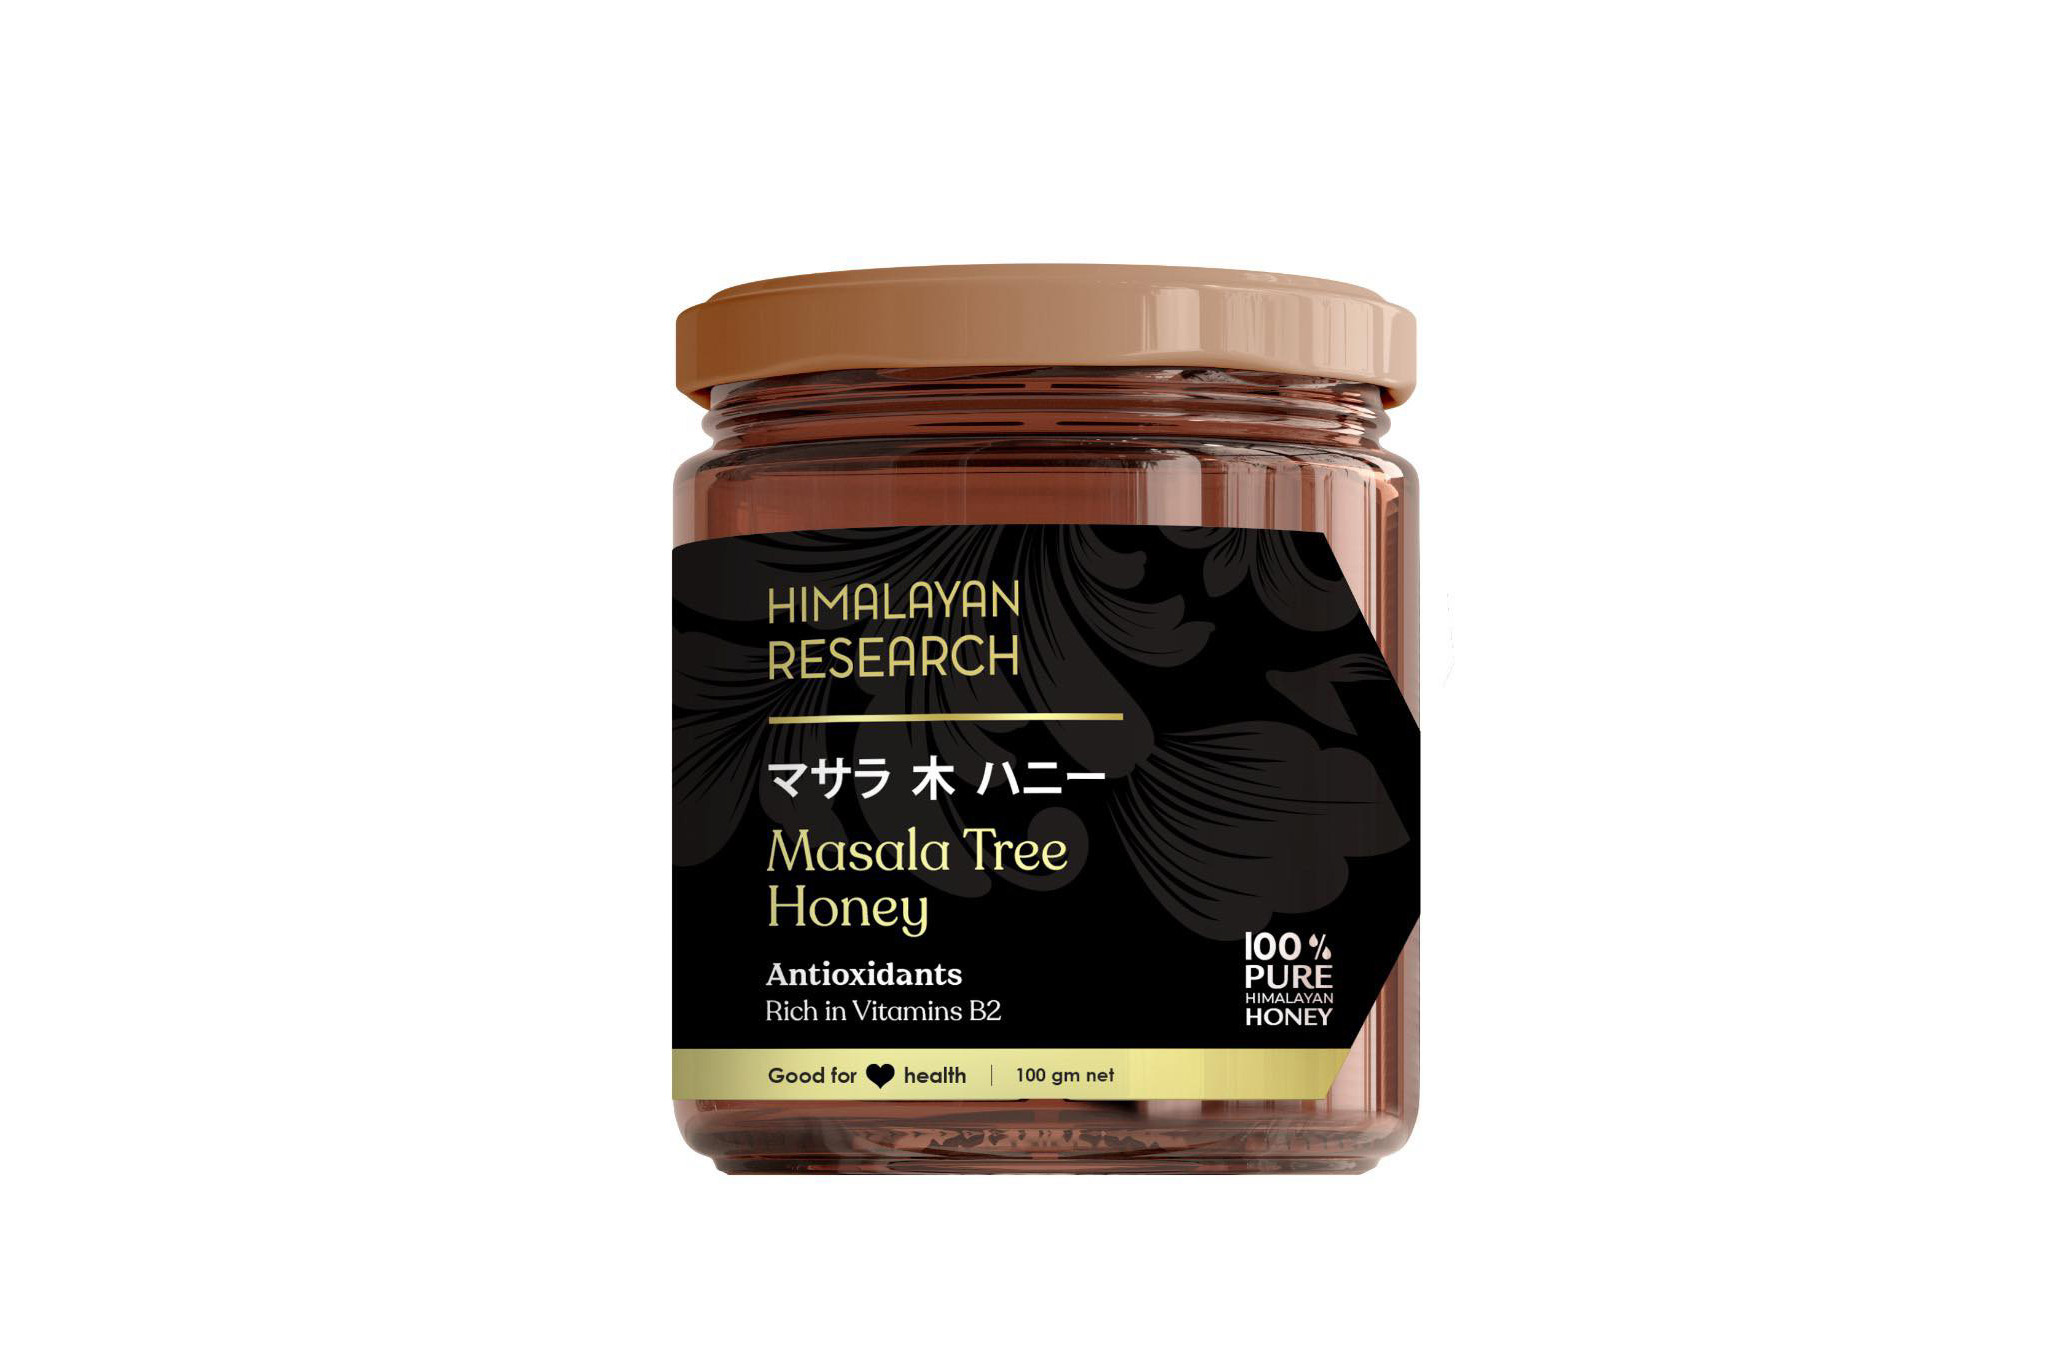 HIMALAYAN
RESEARCH
マサラ 木 ハニー
Masala Tree
Honey
Antioxidants
Rich in Vitamins B2
100%
PURE
HIMALAYAN
HONEY
Good for health | 100 gm net